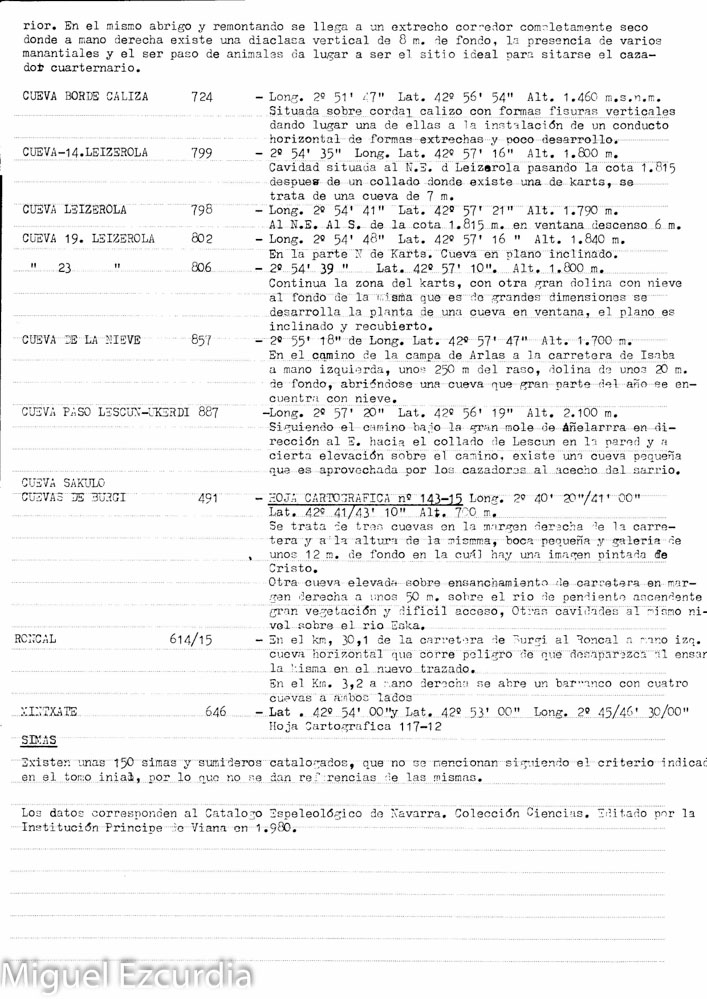 rior. En el mismo abrigo y remontando se llega a un extrecho corredor completamente seco
donde a mano derecha existe una diaclasa vertical de 8 m. de fondo, la presencia de varios
manantiales y el ser paso de animales da lugar a ser el sitio ideal para sitarse el caza-
dor cuarternario.
CUEVA BORDE CALIZA 724 - Long. 2º 51' 47" Lat. 42º 56' 54" Alt. 1.460 m.s.n.m.
Situada sobre cordal calizo con formas fisuras verticales
dando lugar una de ellas a la instalación de un conducto
horizontal de formas extrechas y poco desarrollo.
CUEVA-14.LEIZEROLA 799 - 2º 54' 35" Long. Lat. 42º 57' 16" Alt. 1.800 m.
Cavidad situada al N.E. d Leizerola pasando la cota 1.815
despues de un collado donde existe una de karts, se
trata de una cueva de 7 m.
CUEVA LEIZEROLA 798 - Long. 2º 54' 41" Lat. 42º 57' 21" Alt. 1.790 m.
Al N.E. Al S. de la cota 1.815 m. en ventana descenso 6 m.
CUEVA 19. LEIZEROLA 802 - Long. 2º 54' 48" Lat. 42º 57' 16 " Alt. 1.840 m.
En la parte N de Karts. Cueva en plano inclinado.
" 23 " 806 - 2º 54' 39 " Lat. 42º 57' 10". Alt. 1.800 m.
Continua la zona del karts, con otra gran dolina con nieve
al fondo de la misma que es de grandes dimensiones se
desarrolla la planta de una cueva en ventana, el plano es
inclinado y recubierto.
CUEVA DE LA NIEVE 857 - 2º 55' 18" de Long. Lat. 42º 57' 47" Alt. 1.700 m.
En el camino de la campa de Arlas a la carretera de Isaba
a mano izquierda, unos 250 m del raso, dolina de unos 20 m.
de fondo, abriéndose una cueva que gran parte del año se en-
cuentra con nieve.
CUEVA PASO LESCUN-UKERDI 887 -Long. 2º 57' 20" Lat. 42º 56' 19" Alt. 2.100 m.
Siguiendo el camino bajo la gran mole de Añelarrra en di-
rección al E. hacia el collado de Lescun en la pared y a
cierta elevación sobre el camino, existe una cueva pequeña
que es aprovechada por los cazadores al acecho del sarrio.
CUEVA SAKULO
CUEVAS DE BURGI 491 - HOJA CARTOGRAFICA nº 143-15 Long. 2º 40' 20"/41' 00"
Lat. 42º 41/43' 10" Alt. 700 m.
Se trata de tres cuevas en la margen derecha de la carre-
tera y a la altura de la mismma, boca pequeña y galeria de
unos 12 m. de fondo en la cuál hay una imagen pintada de
Cristo.
Otra cueva elevada sobre ensanchamiento de carretera en mar-
gen derecha a unos 50 m. sobre el rio de pendiente ascendente
gran vegetación y dificil acceso, Otras cavidades al mismo ni-
vel sobre el rio Eska.
RONCAL 614/15 - En el km, 30,1 de la carretera de Burgi al Roncal a mano izq.
cueva horizontal que corre peligro de que desaparezca al ensan
la misma en el nuevo trazado.
En el Km. 3,2 a mano derecha se abre un barranco con cuatro
cuevas a ambos lados
XINTXATE 646 - Lat . 42º 54' 00"y Lat. 42º 53' 00" Long. 2º 45/46' 30/00"
Hoja Cartografica 117-12
SIMAS
Existen unas 150 simas y sumideros catalogados, que no se mencionan siguiendo el criterio indicad
en el tomo inial, por lo que no se dan referencias de las mismas.
Los datos corresponden al Catalogo Espeleológico de Navarra. Colección Ciencias. Editado por la
Institución Principe de Viana en 1.980.
Miguel Ezcurdia